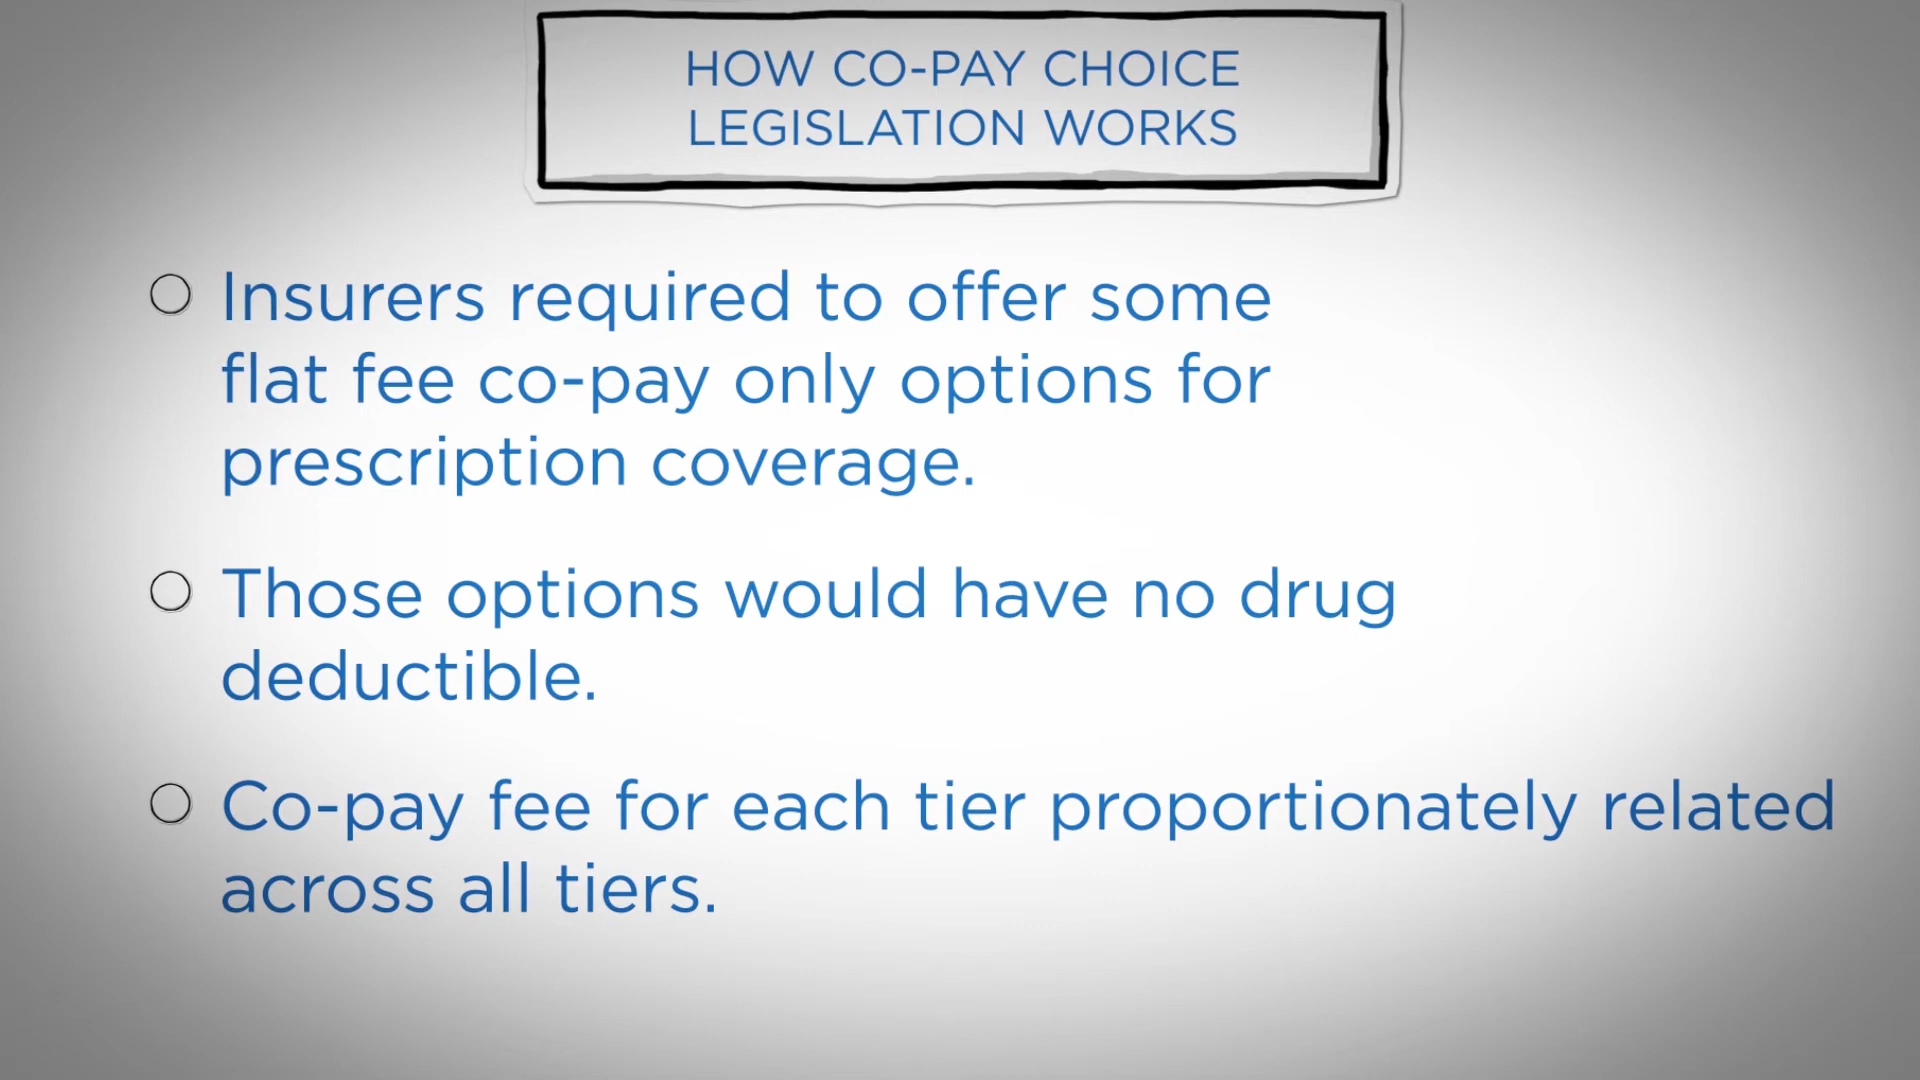 HOW CO-PAY CHOICE
LEGISLATION WORKS
Insurers required to offer some
flat fee co-pay only options for
prescription coverage.
Those options would have no drug
deductible.
Co-pay fee for each tier proportionately related
across all tiers.